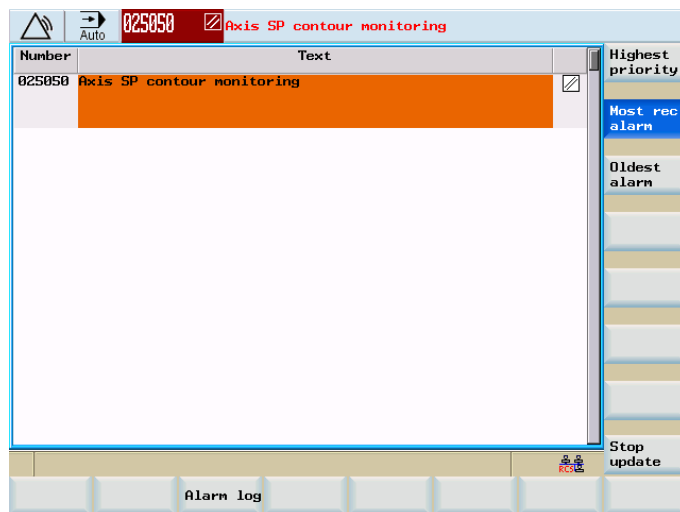 Auto
025050 Axis SP contour monitoring
Number Text
025050 Axis SP contour monitoring
Highest
priority
Most rec
alarm
Oldest
alarm
Stop
update
RCS
Alarm log